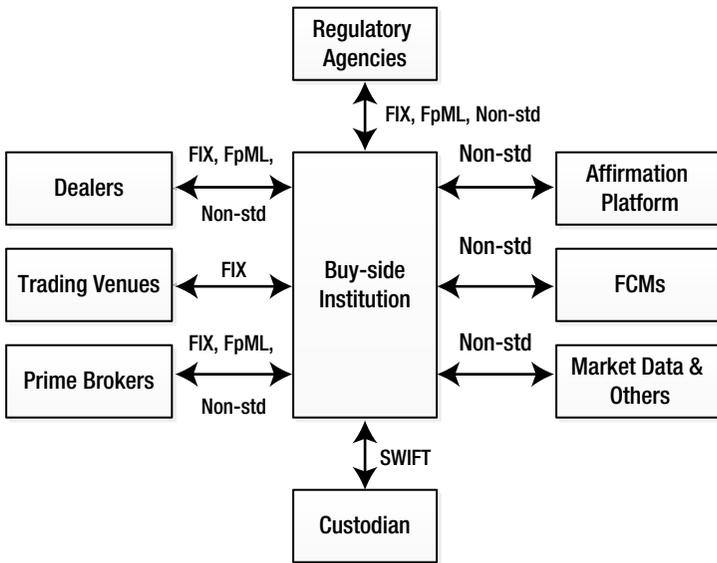 Regulatory
Agencies
FIX, FpML, Non-std
FIX, FpML,
Non-std
Dealers
Non-std
Affirmation
Platform
Trading Venues
FIX
Buy-side
Institution
Non-std
FCMs
FIX, FpML,
Non-std
Prime Brokers
Non-std
Market Data &
Others
SWIFT
Custodian